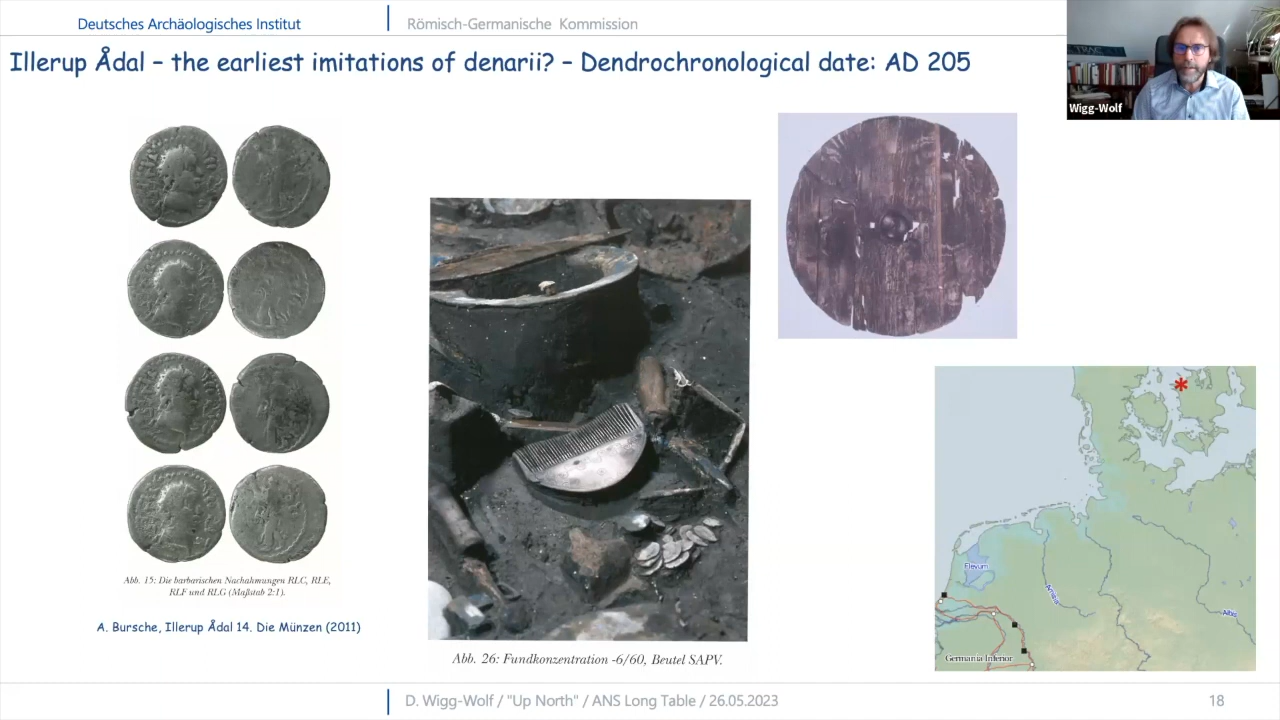 Deutsches Archäologisches Institut
Römisch-Germanische Kommission
Illerup Ådal – the earliest imitations of denarii? – Dendrochronological date: AD 205
Wigg-Wolf
Abb. 15: Die barbarischen Nachahmungen RLC, RLE,
RLF und RLG (Maßstab 2:1).
A. Bursche, Illerup Ådal 14. Die Münzen (2011)
Abb. 26: Fundkonzentration -6/60, Beutel SAPV.
Flevum
Amisia
Albis
Germania Inferior
D. Wigg-Wolf / "Up North" / ANS Long Table / 26.05.2023
18